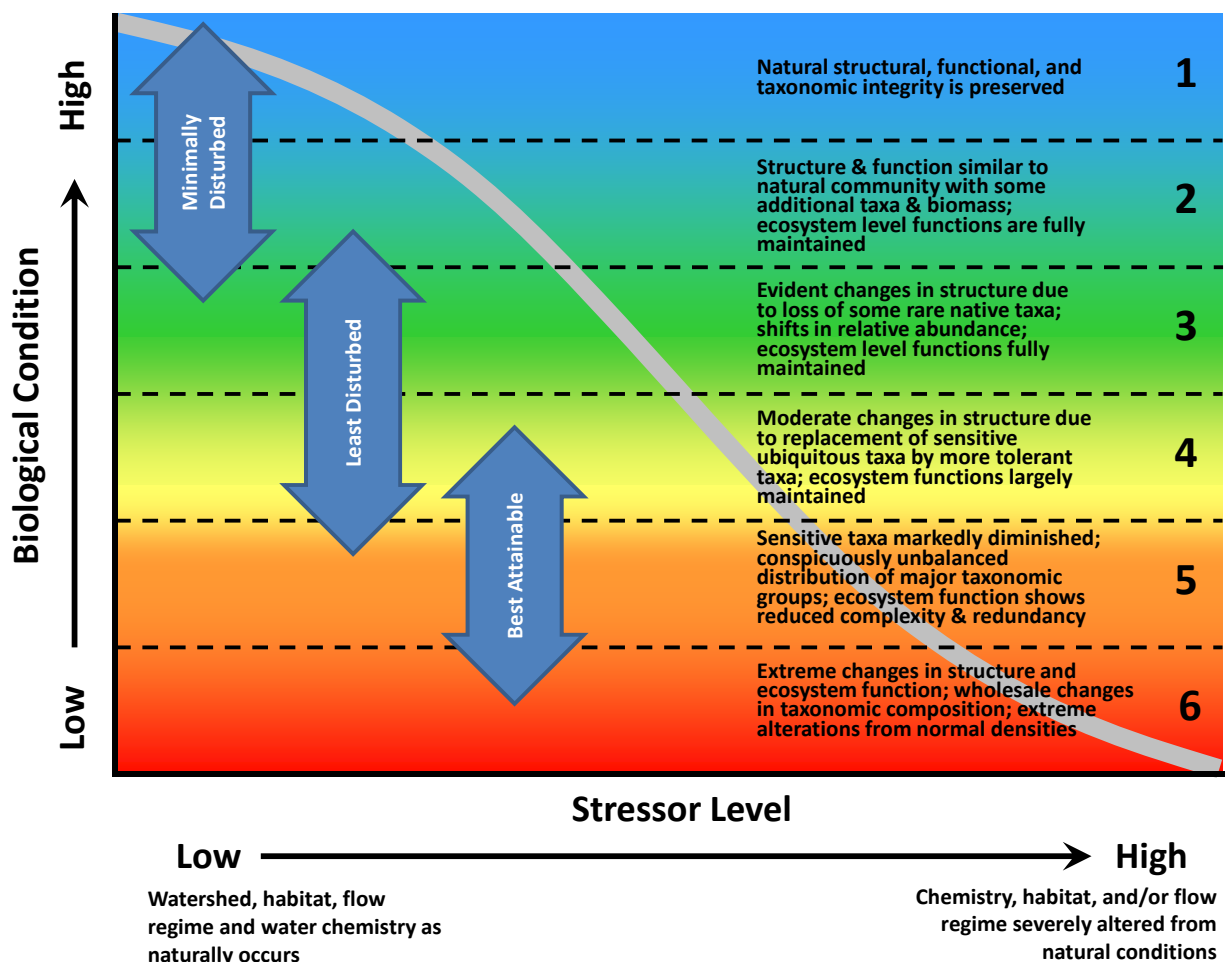 High
Biological Condition
Low
Minimally
Disturbed
Least Disturbed
Best Attainable
Natural structural, functional, and
taxonomic integrity is preserved
1
Structure & function similar to
natural community with some
additional taxa & biomass;
ecosystem level functions are fully
maintained
2
Evident changes in structure due
to loss of some rare native taxa;
shifts in relative abundance;
ecosystem level functions fully
maintained
3
Moderate changes in structure due
to replacement of sensitive
ubiquitous taxa by more tolerant
taxa; ecosystem functions largely
maintained
4
Sensitive taxa markedly diminished;
conspicuously unbalanced
distribution of major taxonomic
groups; ecosystem function shows
reduced complexity & redundancy
5
Extreme changes in structure and
ecosystem function; wholesale changes
in taxonomic composition; extreme
alterations from normal densities
6
Stressor Level
Low
High
Watershed, habitat, flow
regime and water chemistry as
naturally occurs
Chemistry, habitat, and/or flow
regime severely altered from
natural conditions